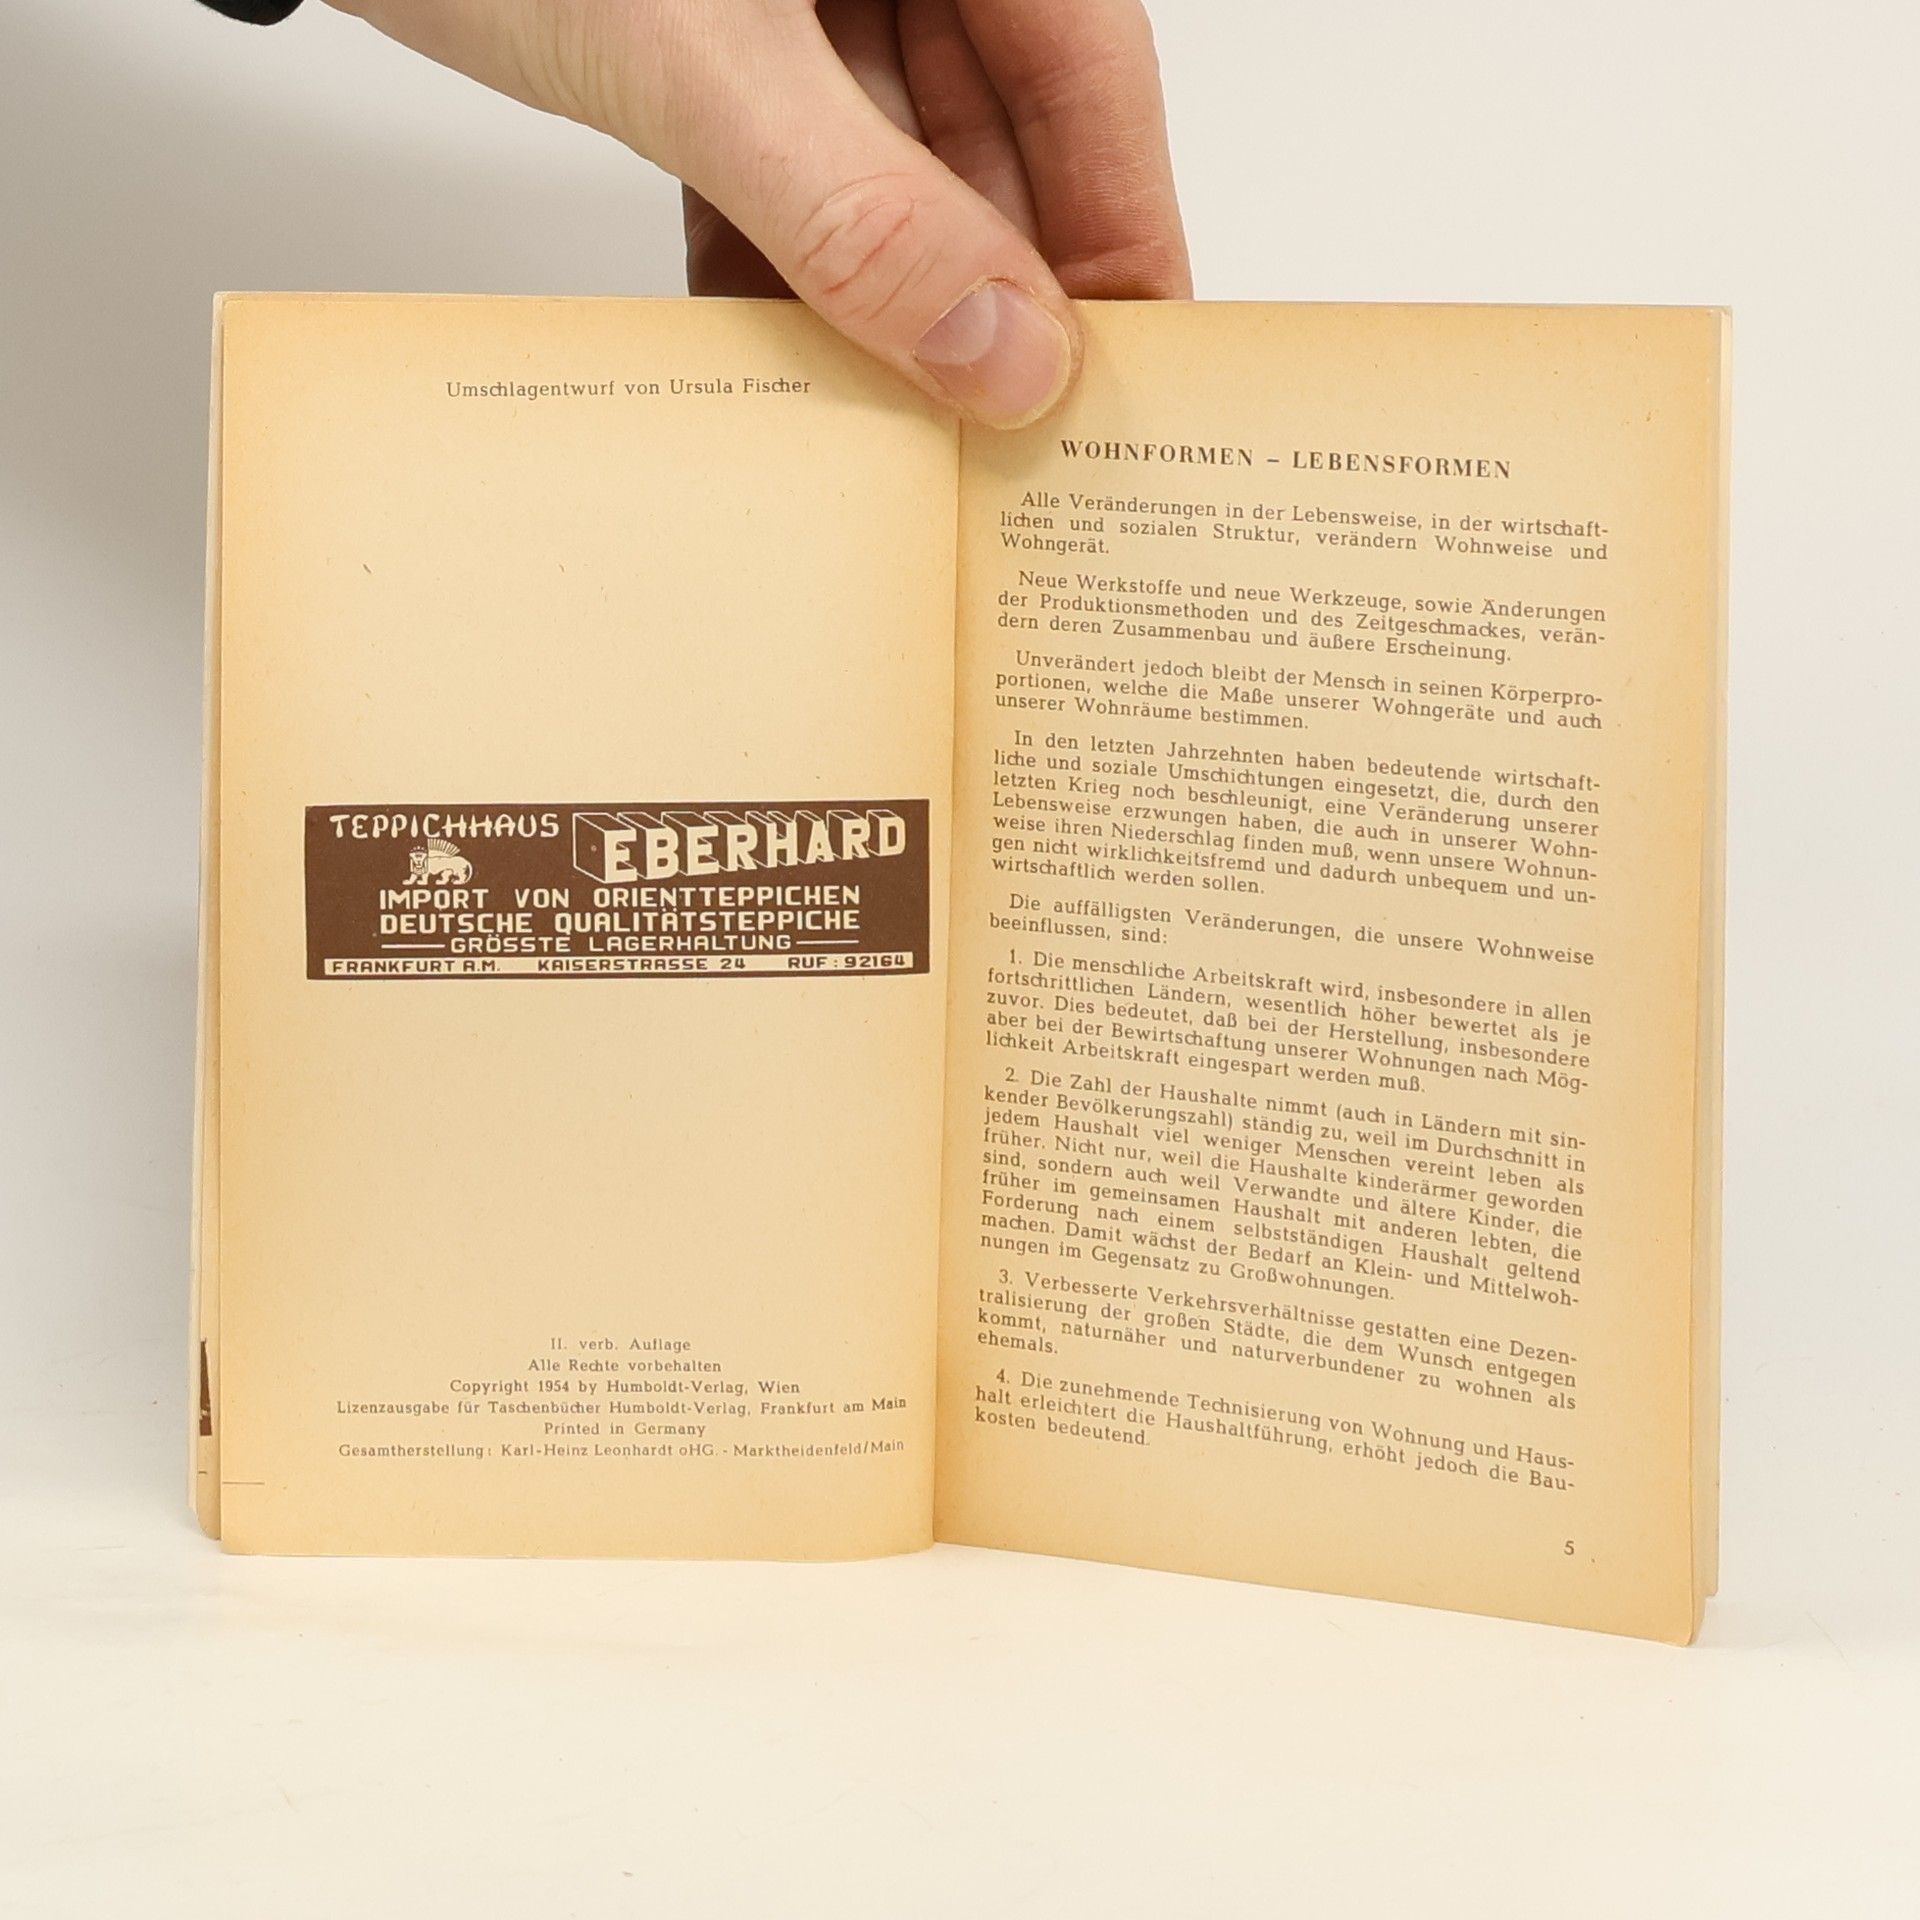 Umschlagentwurf von Ursula Fischer
TEPPICHHAUS EBERHARD
IMPORT VON ORIENTTEPPICHEN
DEUTSCHE QUALITÄTSTEPPICHE
GRÖSSTE LAGERHALTUNG
FRANKFURT A.M. KAISERSTRASSE 24 RUF: 92164
II. verb. Auflage
Alle Rechte vorbehalten
Copyright 1954 by Humboldt-Verlag, Wien
Lizenzausgabe für Taschenbücher Humboldt-Verlag, Frankfurt am Main
Printed in Germany
Gesamtherstellung: Karl-Heinz Leonhardt oHG. - Marktheidenfeld/Main
WOHNFORMEN – LEBENSFORMEN
Alle Veränderungen in der Lebensweise, in der wirtschaft-
lichen und sozialen Struktur, verändern Wohnweise und
Wohngerät.
Neue Werkstoffe und neue Werkzeuge, sowie Änderungen
der Produktionsmethoden und des Zeitgeschmackes, verän-
dern deren Zusammenbau und äußere Erscheinung.
Unverändert jedoch bleibt der Mensch in seinen Körperpro-
portionen, welche die Maße unserer Wohngeräte und auch
unserer Wohnräume bestimmen.
In den letzten Jahrzehnten haben bedeutende wirtschaft-
liche und soziale Umschichtungen eingesetzt, die, durch den
letzten Krieg noch beschleunigt, eine Veränderung unserer
Lebensweise erzwungen haben, die auch in unserer Wohn-
weise ihren Niederschlag finden muß, wenn unsere Wohnun-
gen nicht wirklichkeitsfremd und dadurch unbequem und un-
wirtschaftlich werden sollen.
Die auffälligsten Veränderungen, die unsere Wohnweise
beeinflussen, sind:
1. Die menschliche Arbeitskraft wird, insbesondere in allen
fortschrittlichen Ländern, wesentlich höher bewertet als je
zuvor. Dies bedeutet, daß bei der Herstellung, insbesondere
aber bei der Bewirtschaftung unserer Wohnungen nach Mög-
lichkeit Arbeitskraft eingespart werden muß.
2. Die Zahl der Haushalte nimmt (auch in Ländern mit sin-
kender Bevölkerungszahl) ständig zu, weil im Durchschnitt in
jedem Haushalt viel weniger Menschen vereint leben als
früher. Nicht nur, weil die Haushalte kinderärmer geworden
sind, sondern auch weil Verwandte und ältere Kinder, die
früher im gemeinsamen Haushalt mit anderen lebten, die
Forderung nach einem selbstständigen Haushalt geltend
machen. Damit wächst der Bedarf an Klein- und Mittelwoh-
nungen im Gegensatz zu Großwohnungen.
3. Verbesserte Verkehrsverhältnisse gestatten eine Dezen-
tralisierung der großen Städte, die dem Wunsch entgegen
kommt, naturnäher und naturverbundener zu wohnen als
ehemals.
4. Die zunehmende Technisierung von Wohnung und Haus-
halt erleichtert die Haushaltführung, erhöht jedoch die Bau-
kosten bedeutend.
5